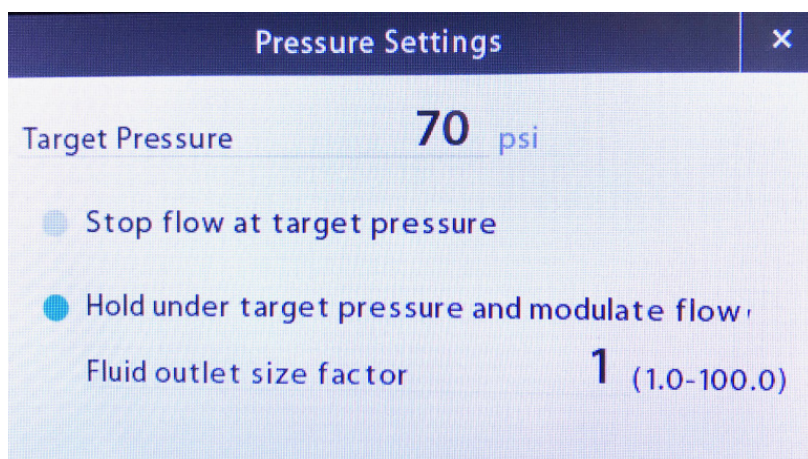 Pressure Settings ×
Target Pressure 70 psi
Stop flow at target pressure
Hold under target pressure and modulate flow
Fluid outlet size factor 1 (1.0-100.0)